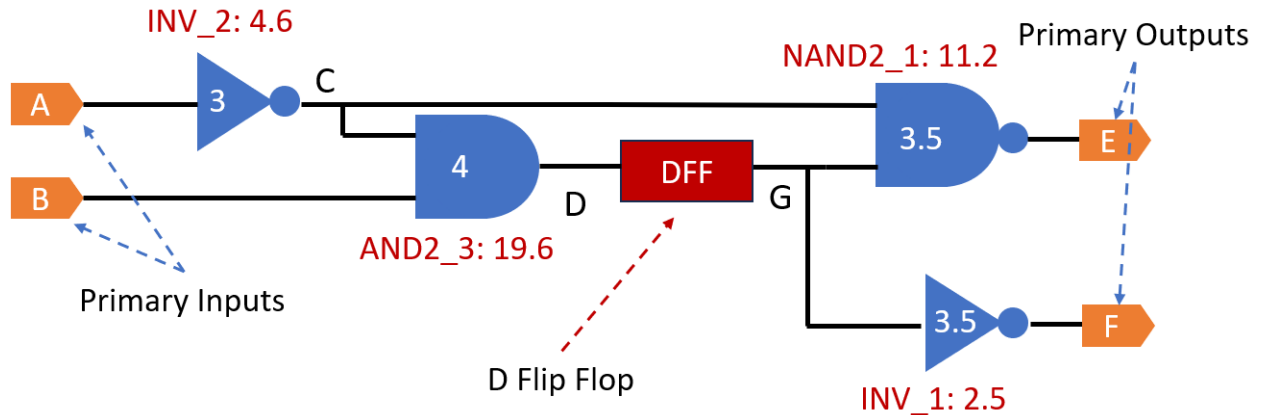 INV_2: 4.6
Primary Outputs
NAND2_1: 11.2
A
3
C
3.5
E
4
DFF
B
D
G
AND2_3: 19.6
Primary Inputs
3.5
F
D Flip Flop
INV_1: 2.5